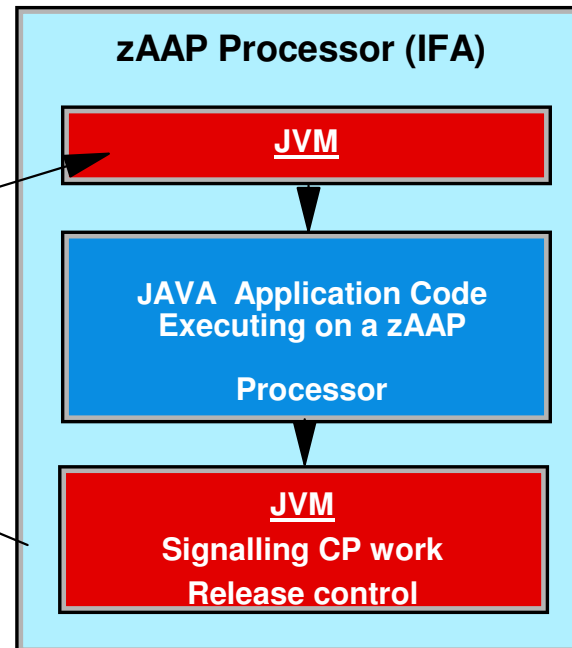 zAAP Processor (IFA)
JVM
JAVA Application Code
Executing on a zAAP
Processor
JVM
Signalling CP work
Release control